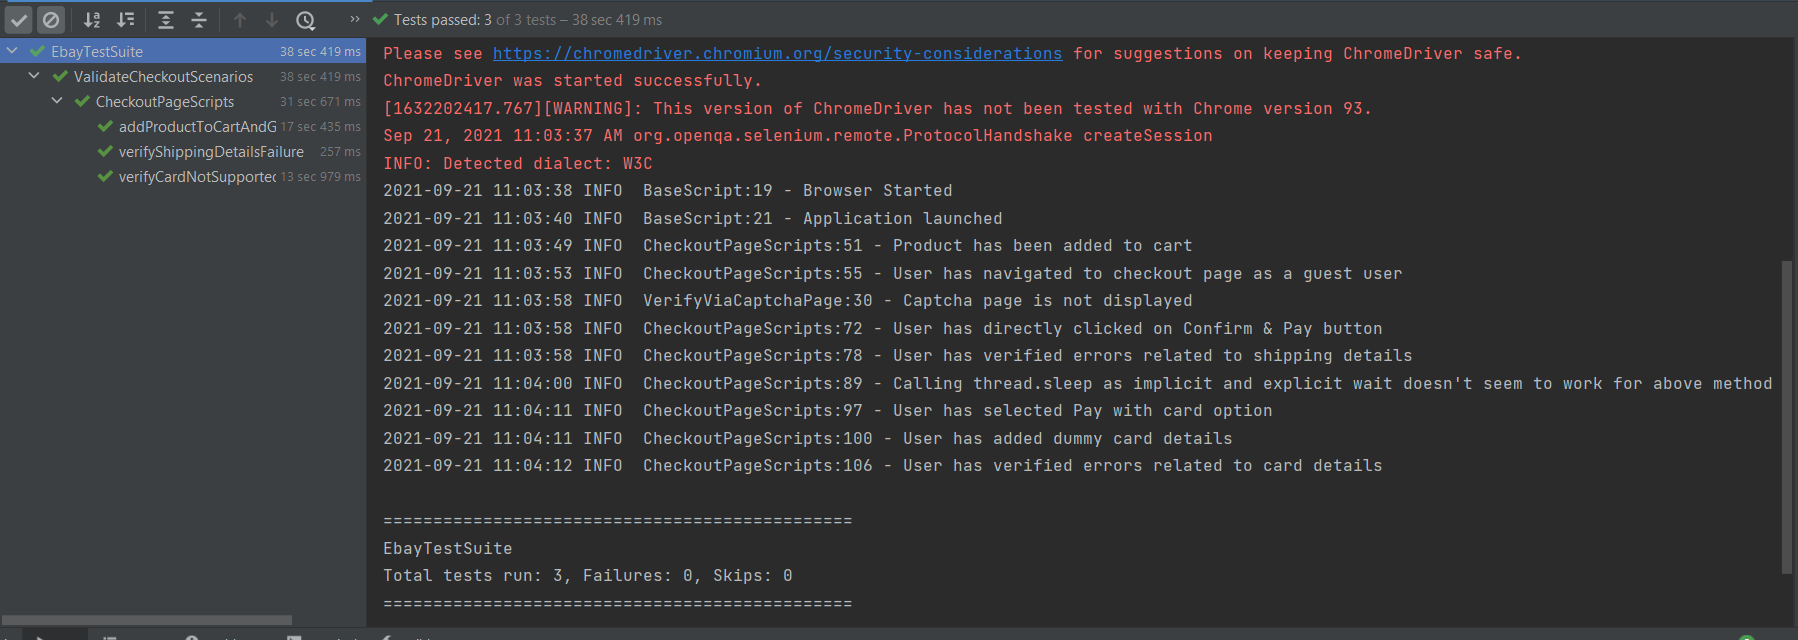 Tests passed: 3 of 3 tests – 38 sec 419 ms
EbayTestSuite 38 sec 419 ms
ValidateCheckoutScenarios 38 sec 419 ms
CheckoutPageScripts 31 sec 671 ms
addProductToCartAndG 17 sec 435 ms
verifyShippingDetailsFailure 257 ms
verifyCardNotSupported 13 sec 979 ms
Please see https://chromedriver.chromium.org/security-considerations for suggestions on keeping ChromeDriver safe.
ChromeDriver was started successfully.
[1632202417.767][WARNING]: This version of ChromeDriver has not been tested with Chrome version 93.
Sep 21, 2021 11:03:37 AM org.openqa.selenium.remote.ProtocolHandshake createSession
INFO: Detected dialect: W3C
2021-09-21 11:03:38 INFO  BaseScript:19 - Browser Started
2021-09-21 11:03:40 INFO  BaseScript:21 - Application launched
2021-09-21 11:03:49 INFO  CheckoutPageScripts:51 - Product has been added to cart
2021-09-21 11:03:53 INFO  CheckoutPageScripts:55 - User has navigated to checkout page as a guest user
2021-09-21 11:03:58 INFO  VerifyViaCaptchaPage:30 - Captcha page is not displayed
2021-09-21 11:03:58 INFO  CheckoutPageScripts:72 - User has directly clicked on Confirm & Pay button
2021-09-21 11:03:58 INFO  CheckoutPageScripts:78 - User has verified errors related to shipping details
2021-09-21 11:04:00 INFO  CheckoutPageScripts:89 - Calling thread.sleep as implicit and explicit wait doesn't seem to work for above method
2021-09-21 11:04:11 INFO  CheckoutPageScripts:97 - User has selected Pay with card option
2021-09-21 11:04:11 INFO  CheckoutPageScripts:100 - User has added dummy card details
2021-09-21 11:04:12 INFO  CheckoutPageScripts:106 - User has verified errors related to card details
===============================================
EbayTestSuite
Total tests run: 3, Failures: 0, Skips: 0
===============================================